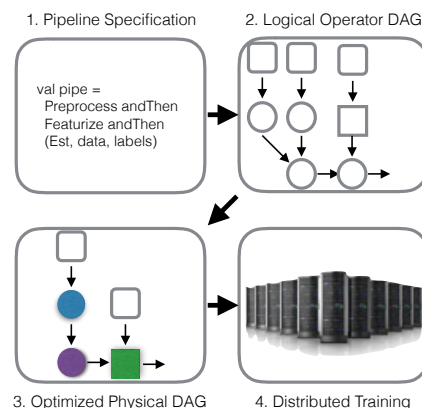 1. Pipeline Specification
2. Logical Operator DAG
val pipe =
Preprocess andThen
Featurize andThen
(Est, data, labels)
3. Optimized Physical DAG
4. Distributed Training